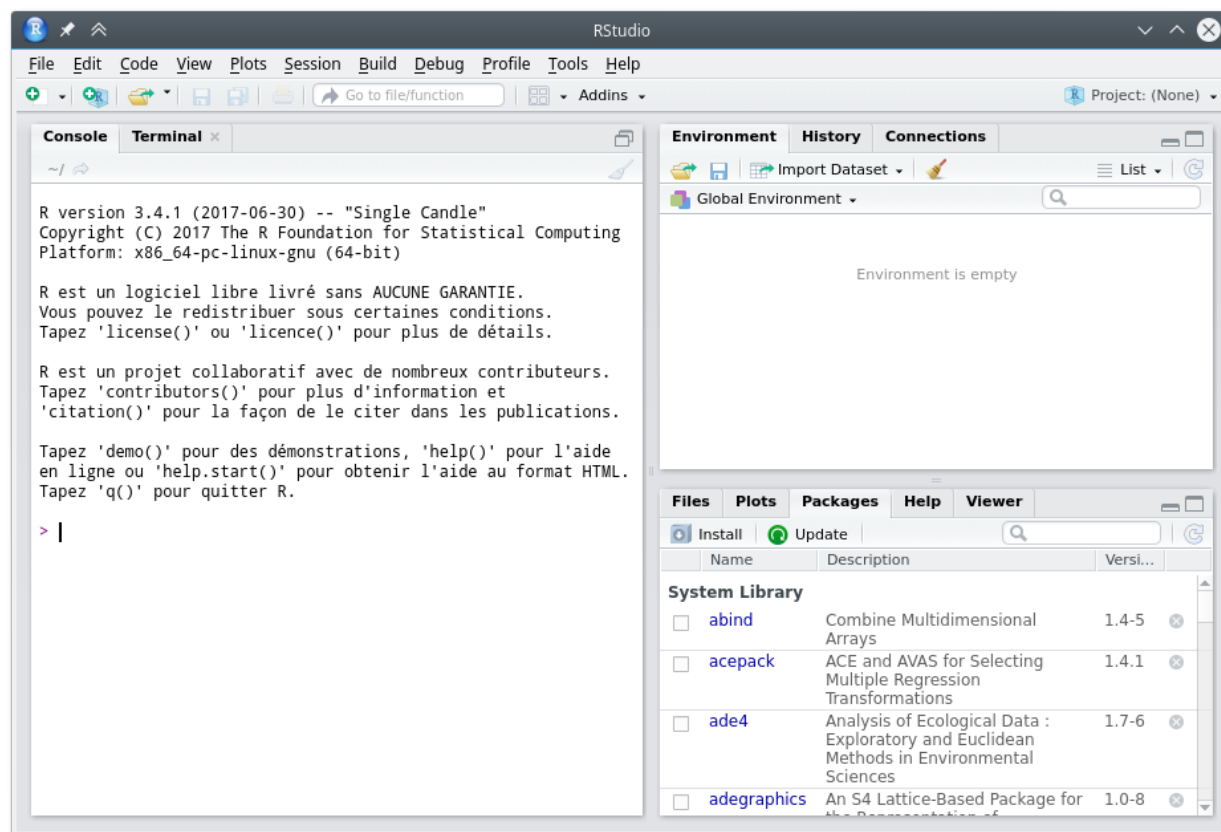 RStudio
File Edit Code View Plots Session Build Debug Profile Tools Help
Go to file/function Addins Project: (None)
Console Terminal
~/
R version 3.4.1 (2017-06-30) -- "Single Candle"
Copyright (C) 2017 The R Foundation for Statistical Computing
Platform: x86_64-pc-linux-gnu (64-bit)
R est un logiciel libre livré sans AUCUNE GARANTIE.
Vous pouvez le redistribuer sous certaines conditions.
Tapez 'license()' ou 'licence()' pour plus de détails.
R est un projet collaboratif avec de nombreux contributeurs.
Tapez 'contributors()' pour plus d'information et
'citation()' pour la façon de le citer dans les publications.
Tapez 'demo()' pour des démonstrations, 'help()' pour l'aide
en ligne ou 'help.start()' pour obtenir l'aide au format HTML.
Tapez 'q()' pour quitter R.
>
Environment History Connections
Import Dataset List
Global Environment
Environment is empty
Files Plots Packages Help Viewer
Install Update
Name Description Versi...
System Library
abind Combine Multidimensional 1.4-5
Arrays
acepack ACE and AVAS for Selecting 1.4.1
Multiple Regression
Transformations
ade4 Analysis of Ecological Data : 1.7-6
Exploratory and Euclidean
Methods in Environmental
Sciences
adegraphics An S4 Lattice-Based Package for 1.0-8
the Representation of